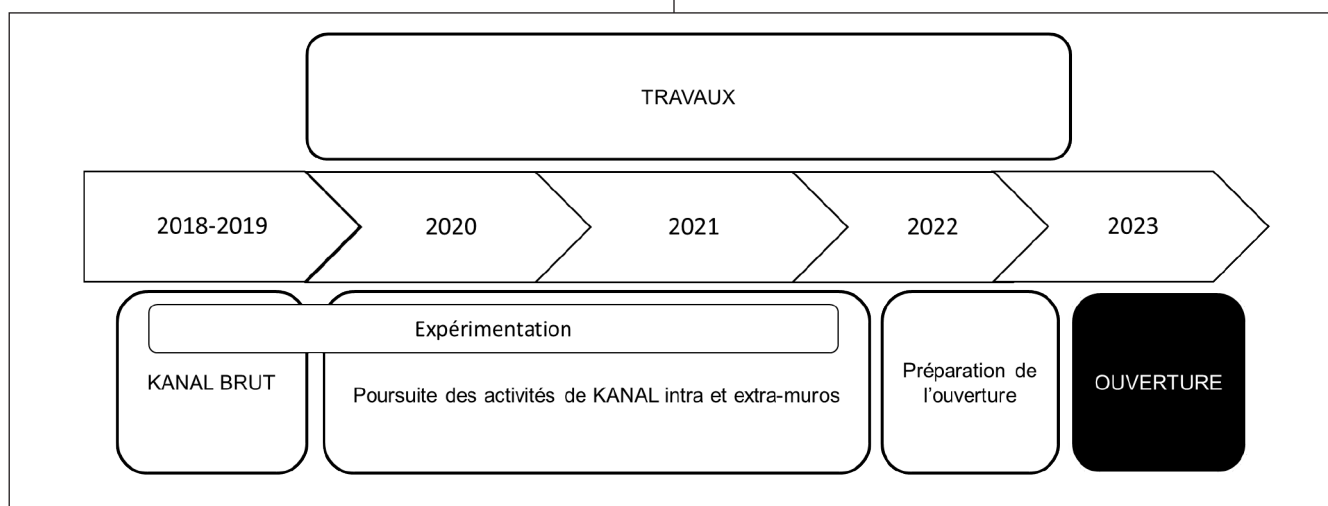 TRAVAUX
2018-2019
2020
2021
2022
2023
Expérimentation
KANAL BRUT
Poursuite des activités de KANAL intra et extra-muros
Préparation de
l'ouverture
OUVERTURE